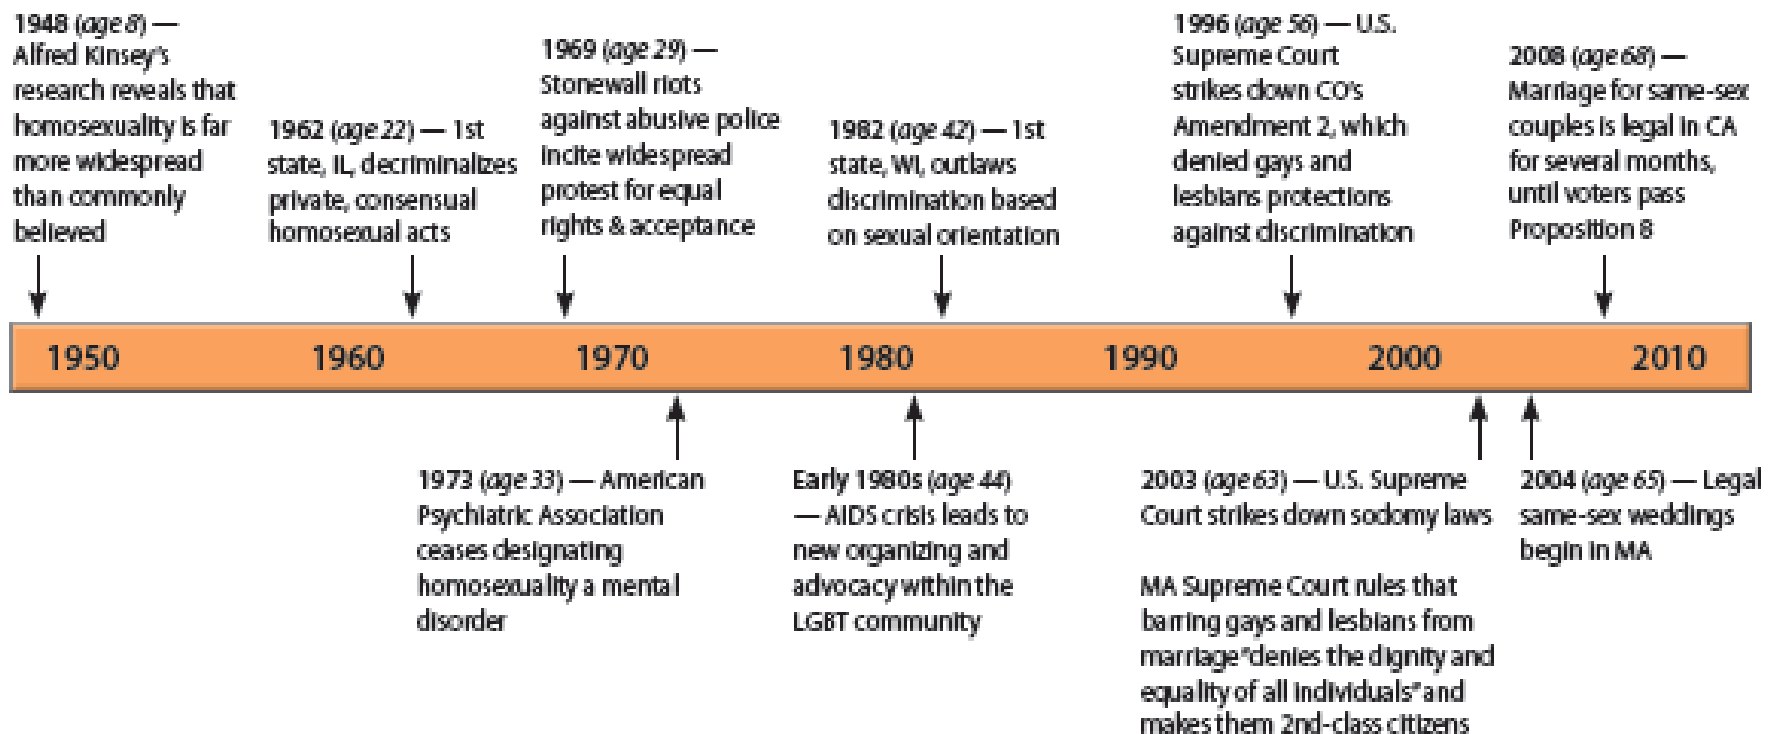 1948 (age 8) —
Alfred Kinsey's
research reveals that
homosexuality is far
more widespread
than commonly
believed
1962 (age 22) — 1st
state, IL, decriminalizes
private, consensual
homosexual acts
1969 (age 29) —
Stonewall riots
against abusive police
incite widespread
protest for equal
rights & acceptance
1982 (age 42) — 1st
state, WI, outlaws
discrimination based
on sexual orientation
1996 (age 56) — U.S.
Supreme Court
strikes down CO's
Amendment 2, which
denied gays and
lesbians protections
against discrimination
2008 (age 68) —
Marriage for same-sex
couples is legal in CA
for several months,
until voters pass
Proposition 8
1950 1960 1970 1980 1990 2000 2010
1973 (age 33) — American
Psychiatric Association
ceases designating
homosexuality a mental
disorder
Early 1980s (age 44)
— AIDS crisis leads to
new organizing and
advocacy within the
LGBT community
2003 (age 63) — U.S. Supreme
Court strikes down sodomy laws
MA Supreme Court rules that
barring gays and lesbians from
marriage "denies the dignity and
equality of all individuals" and
makes them 2nd-class citizens
2004 (age 65) — Legal
same-sex weddings
begin in MA